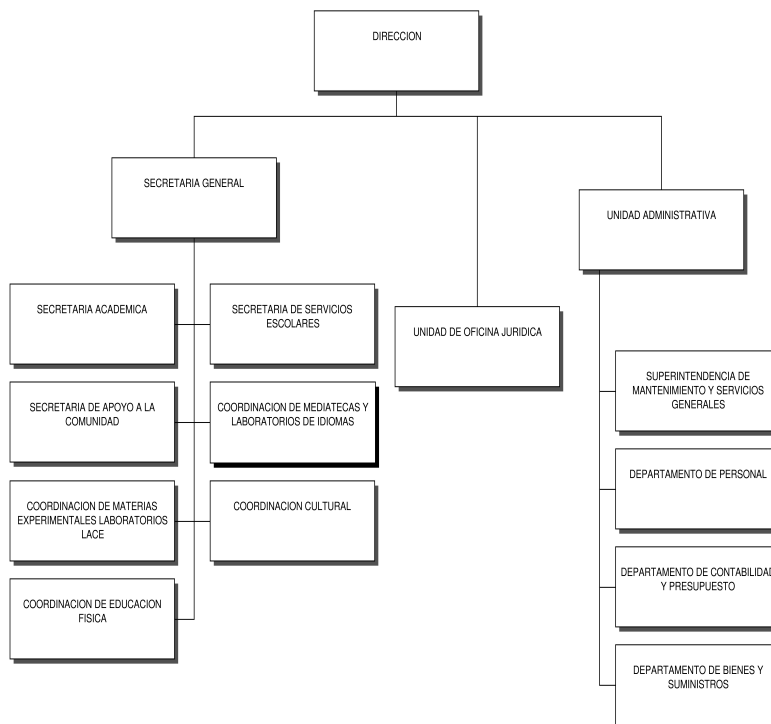 DIRECCION
SECRETARIA GENERAL
UNIDAD ADMINISTRATIVA
SECRETARIA ACADEMICA
SECRETARIA DE SERVICIOS
ESCOLARES
UNIDAD DE OFICINA JURIDICA
SECRETARIA DE APOYO A LA
COMUNIDAD
COORDINACION DE MEDIATECAS Y
LABORATORIOS DE IDIOMAS
SUPERINTENDENCIA DE
MANTENIMIENTO Y SERVICIOS
GENERALES
DEPARTAMENTO DE PERSONAL
COORDINACION DE MATERIAS
EXPERIMENTALES LABORATORIOS
LACE
COORDINACION CULTURAL
DEPARTAMENTO DE CONTABILIDAD
Y PRESUPUESTO
COORDINACION DE EDUCACION
FISICA
DEPARTAMENTO DE BIENES Y
SUMINISTROS